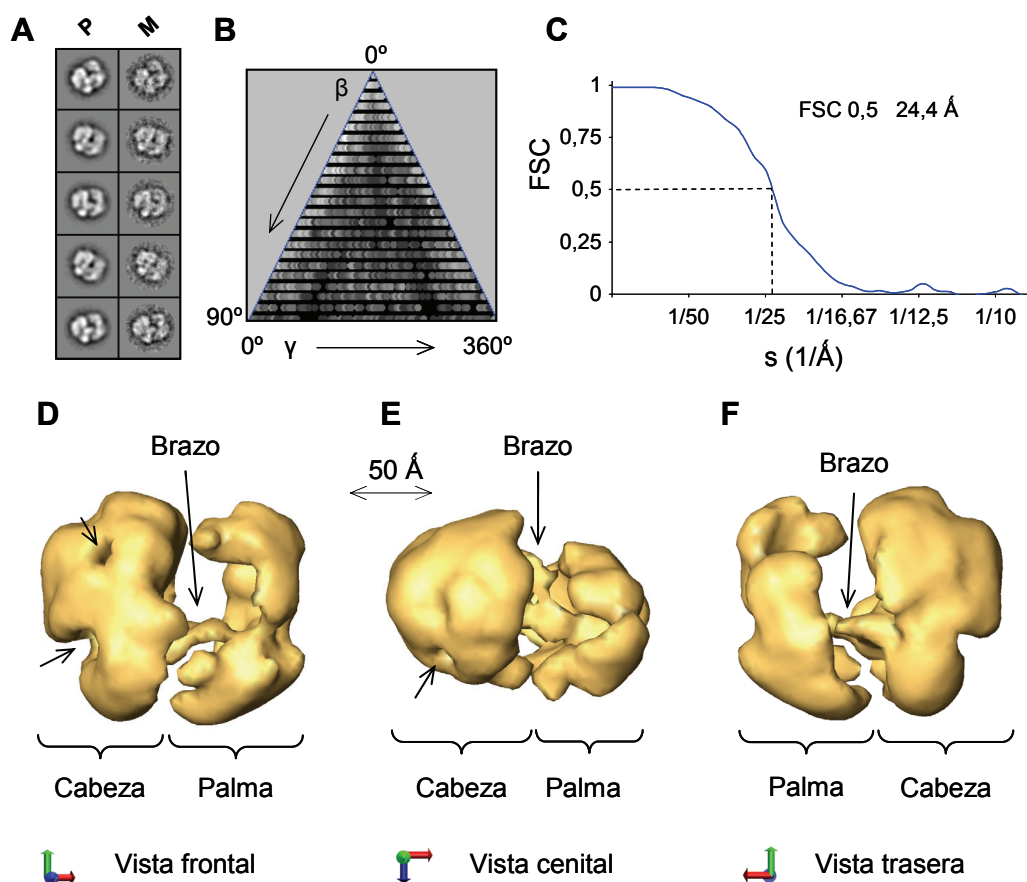 A
P M
B
0º
β
90º
0º γ 360º
C
1
0,75
0,5
0,25
0
FSC
FSC 0,5 24,4 Å
1/50 1/25 1/16,67 1/12,5 1/10
s (1/Å)
D
Brazo
Cabeza Palma
Vista frontal
E
50 Å
Brazo
Cabeza Palma
Vista cenital
F
Brazo
Palma Cabeza
Vista trasera